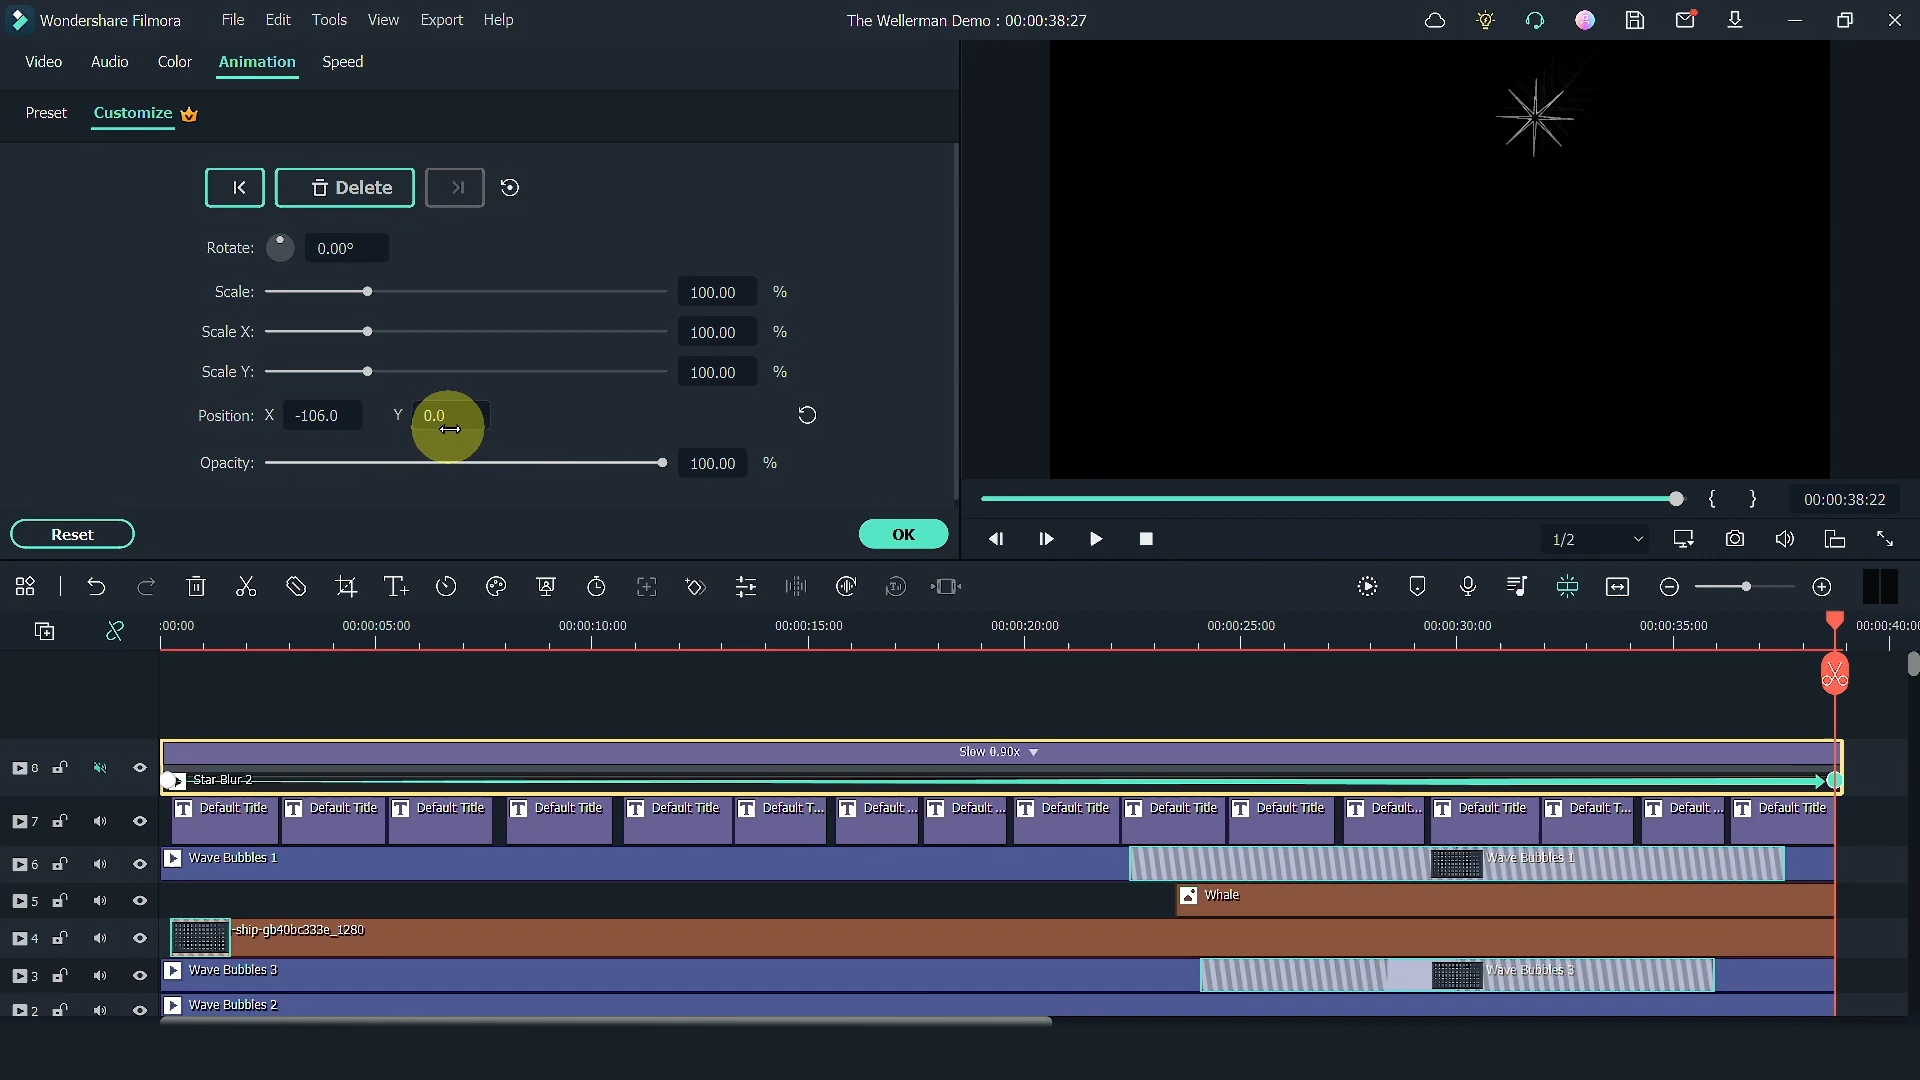 Wondershare Filmora File Edit Tools View Export Help The Wellerman Demo : 00:00:38:27
Video Audio Color Animation Speed
Preset Customize
Delete
Rotate: 0.00°
Scale: 100.00 %
Scale X: 100.00 %
Scale Y: 100.00 %
Position: X -106.0 Y 0.0
Opacity: 100.00 %
{ } 00:00:38:22
Reset OK
1/2
:00:00 00:00:05:00 00:00:10:00 00:00:15:00 00:00:20:00 00:00:25:00 00:00:30:00 00:00:35:00 00:00:40:0
Slow 0.90x
8 Star Blur 2
7 Default Title Default Title Default Title Default Title Default Title Default T... Default ... Default ... Default Title Default Title Default Title Default... Default Title Default T... Default ... Default Title
6 Wave Bubbles 1 Wave Bubbles 1
5 Whale
4 -ship-gb40bc333e_1280
3 Wave Bubbles 3 Wave Bubbles 3
2 Wave Bubbles 2